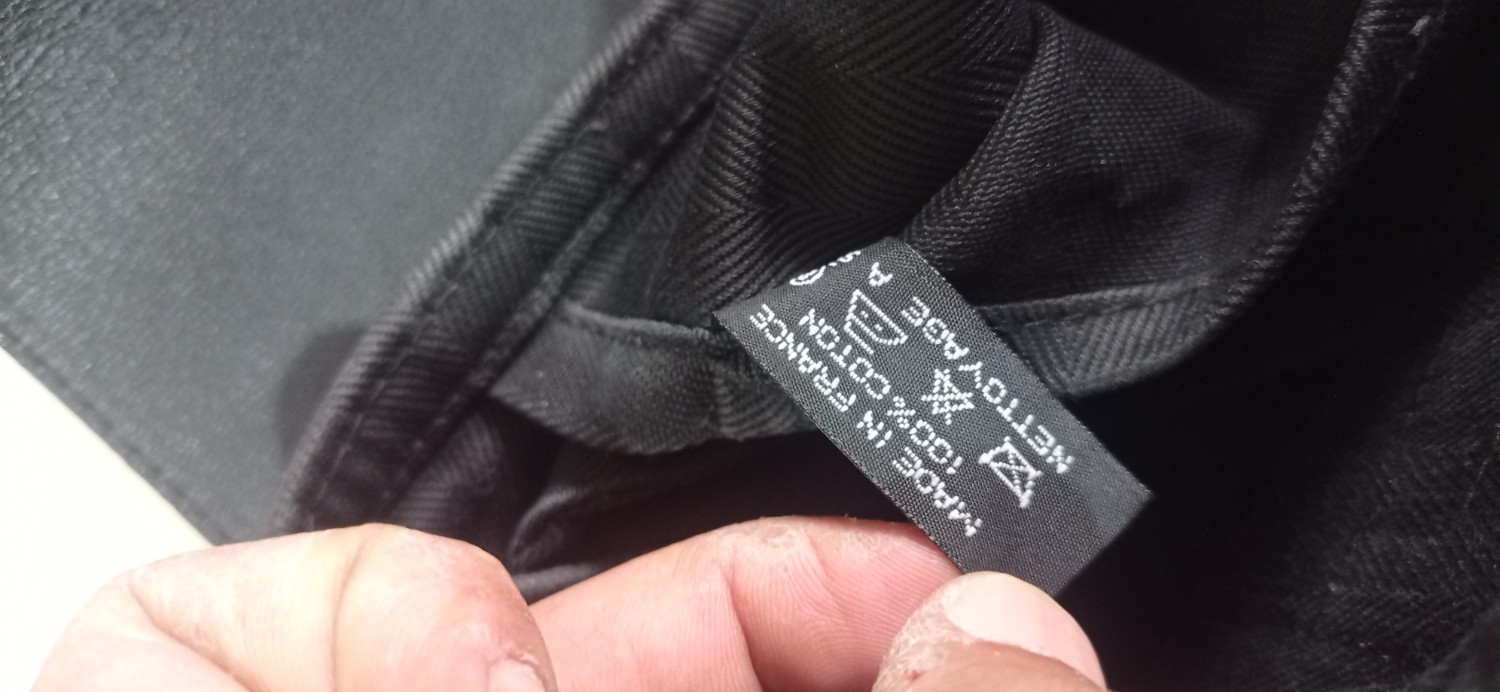 MADE IN FRANCE
100% COTON
NETTOYAGE
A